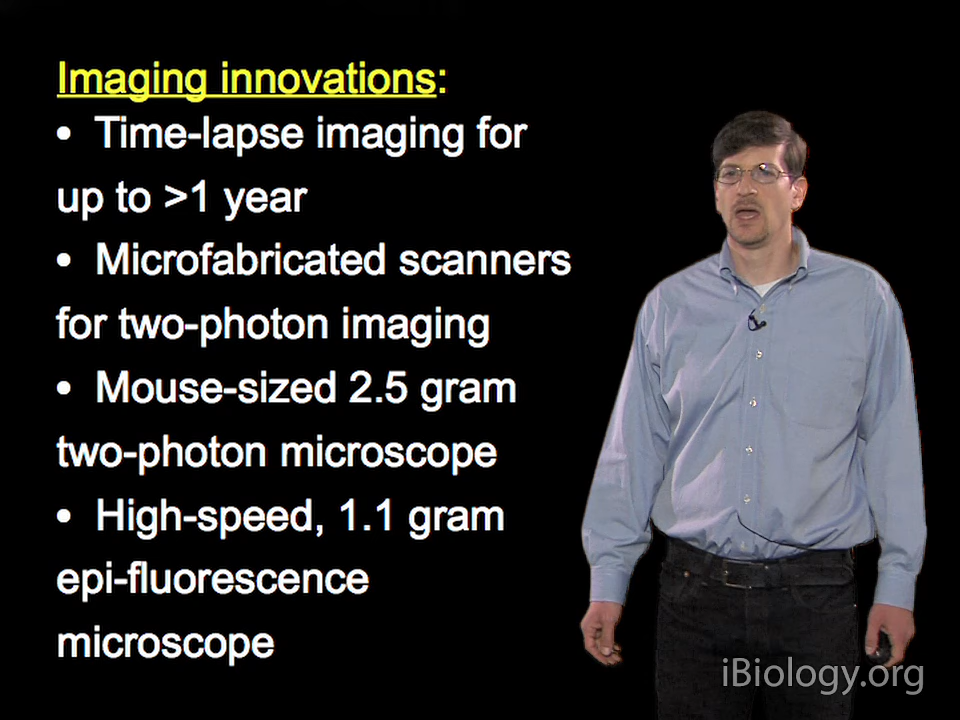 Imaging innovations:
• Time-lapse imaging for
up to >1 year
• Microfabricated scanners
for two-photon imaging
• Mouse-sized 2.5 gram
two-photon microscope
• High-speed, 1.1 gram
epi-fluorescence
microscope
iBiology.org